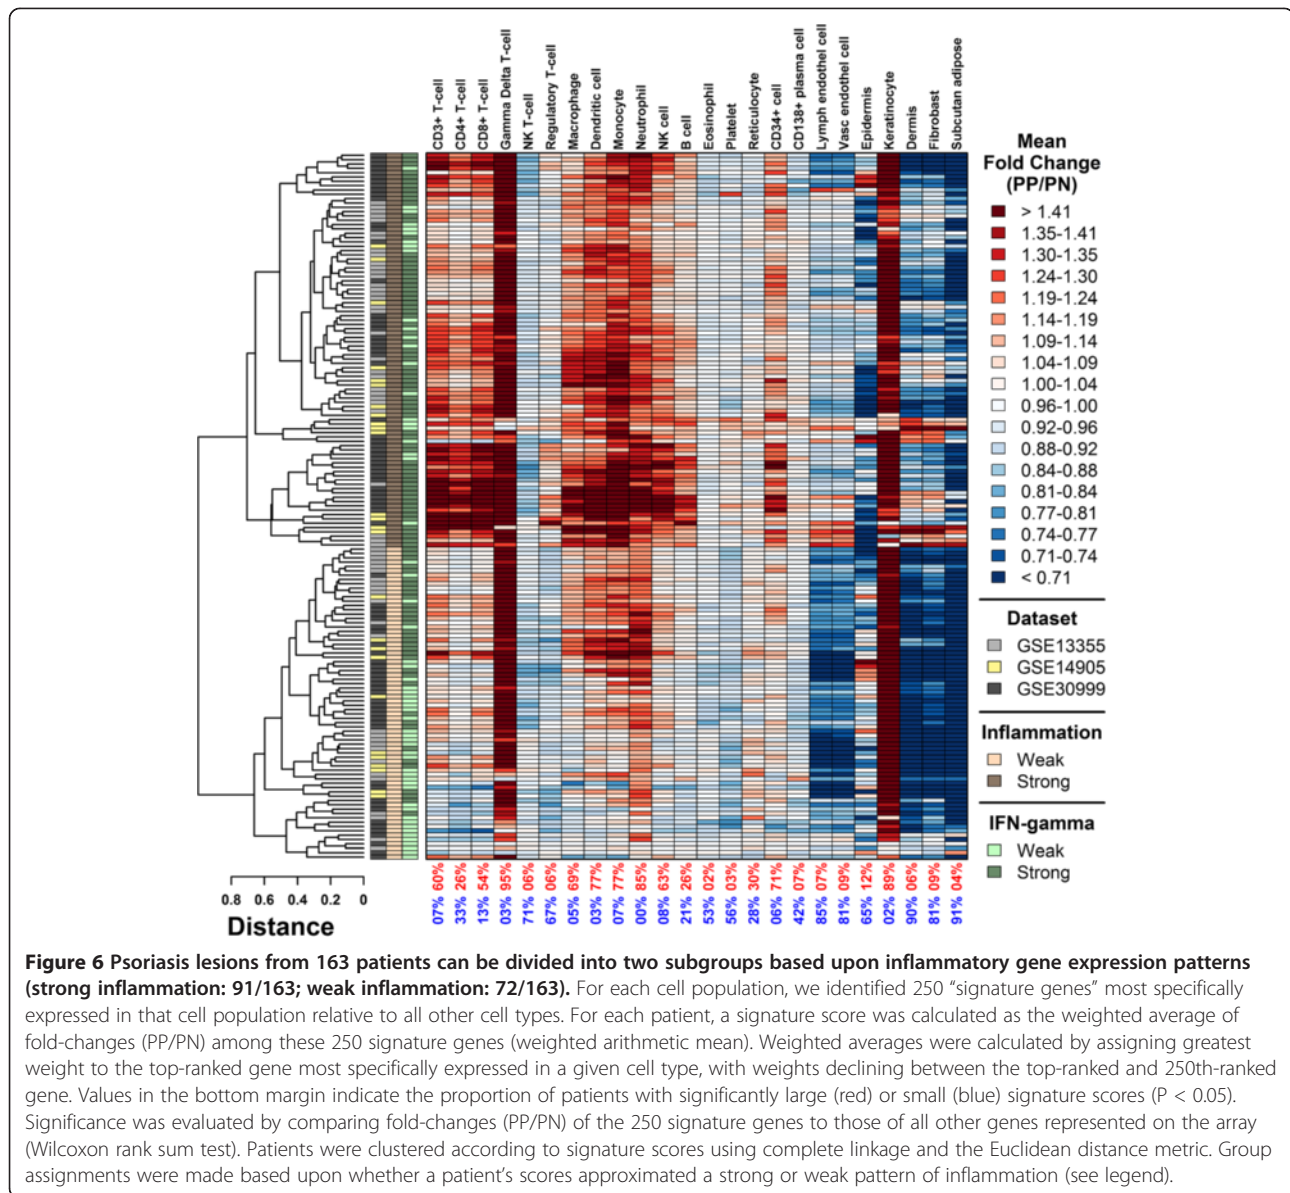 CD3+ T-cell
CD4+ T-cell
CD8+ T-cell
Gamma Delta T-cell
NK T-cell
Regulatory T-cell
Macrophage
Dendritic cell
Monocyte
Neutrophil
NK cell
B cell
Eosinophil
Platelet
Reticulocyte
CD34+ cell
CD138+ plasma cell
Lymph endothel cell
Vasc endothel cell
Epidermis
Keratinocyte
Dermis
Fibrobast
Subcutan adipose
Mean
Fold Change
(PP/PN)
> 1.41
1.35-1.41
1.30-1.35
1.24-1.30
1.19-1.24
1.14-1.19
1.09-1.14
1.04-1.09
1.00-1.04
0.96-1.00
0.92-0.96
0.88-0.92
0.84-0.88
0.81-0.84
0.77-0.81
0.74-0.77
0.71-0.74
< 0.71
Dataset
GSE13355
GSE14905
GSE30999
Inflammation
Weak
Strong
IFN-gamma
Weak
Strong
07% 60%
33% 26%
13% 54%
03% 95%
71% 06%
67% 06%
05% 69%
03% 77%
07% 77%
00% 85%
08% 63%
21% 26%
53% 02%
56% 03%
28% 30%
06% 71%
42% 07%
85% 07%
81% 09%
65% 12%
02% 89%
90% 06%
81% 09%
91% 04%
0.8 0.6 0.4 0.2 0
Distance
Figure 6 Psoriasis lesions from 163 patients can be divided into two subgroups based upon inflammatory gene expression patterns
(strong inflammation: 91/163; weak inflammation: 72/163). For each cell population, we identified 250 “signature genes” most specifically
expressed in that cell population relative to all other cell types. For each patient, a signature score was calculated as the weighted average of
fold-changes (PP/PN) among these 250 signature genes (weighted arithmetic mean). Weighted averages were calculated by assigning greatest
weight to the top-ranked gene most specifically expressed in a given cell type, with weights declining between the top-ranked and 250th-ranked
gene. Values in the bottom margin indicate the proportion of patients with significantly large (red) or small (blue) signature scores (P < 0.05).
Significance was evaluated by comparing fold-changes (PP/PN) of the 250 signature genes to those of all other genes represented on the array
(Wilcoxon rank sum test). Patients were clustered according to signature scores using complete linkage and the Euclidean distance metric. Group
assignments were made based upon whether a patient’s scores approximated a strong or weak pattern of inflammation (see legend).